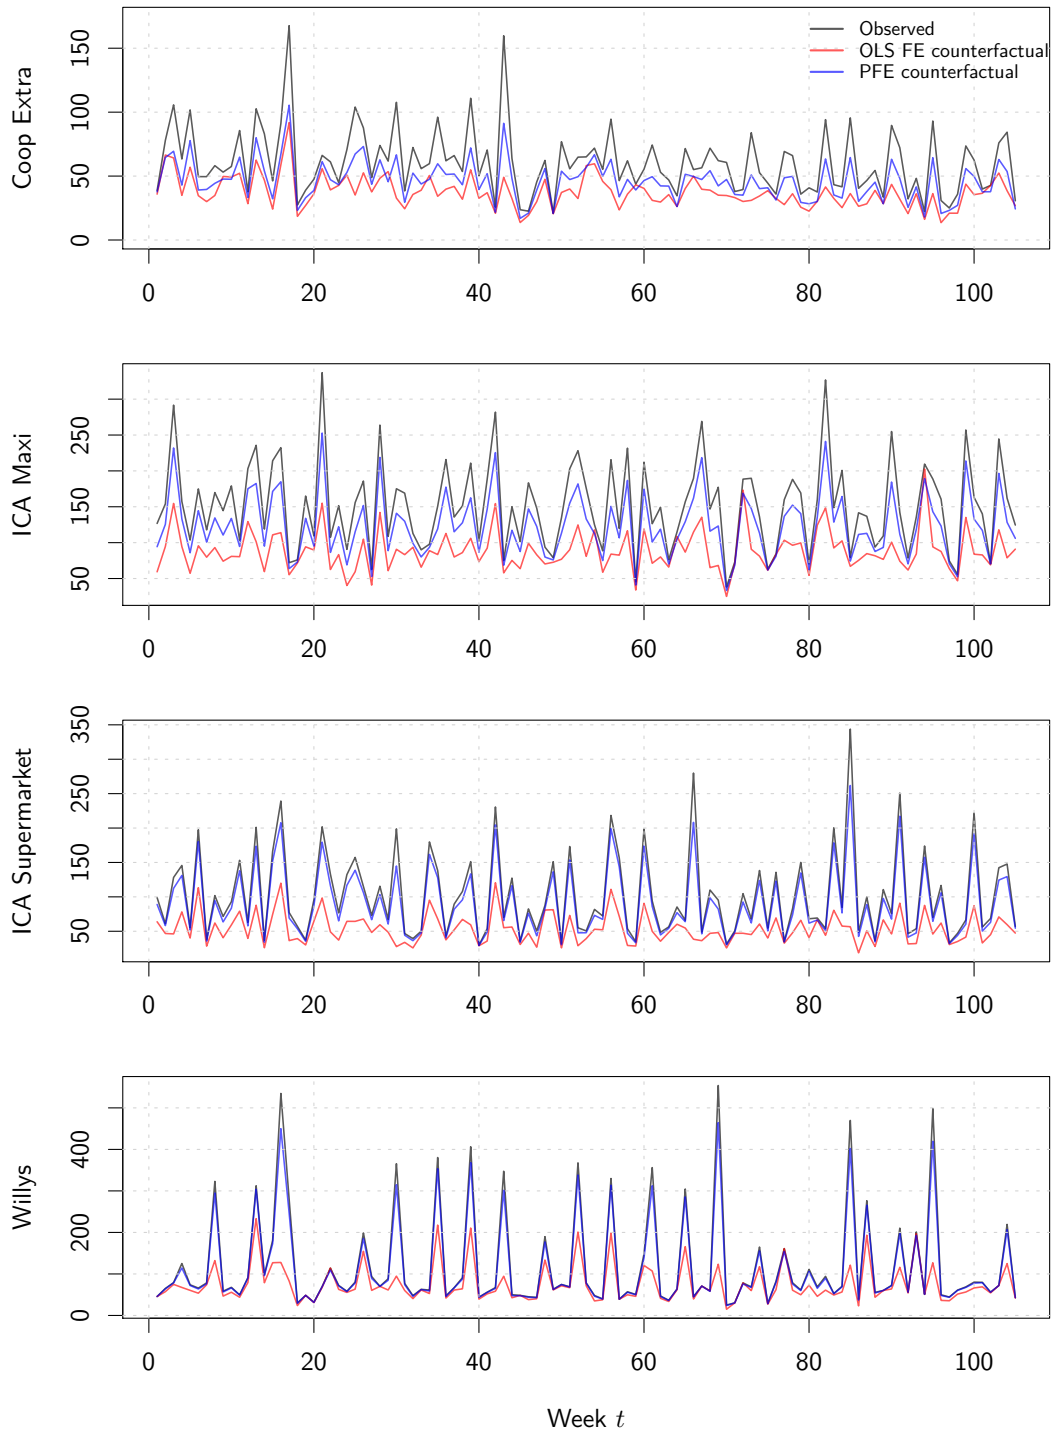 Observed
OLS FE counterfactual
PFE counterfactual
Coop Extra
0 50 100 150
0 20 40 60 80 100
ICA Maxi
50 150 250
0 20 40 60 80 100
ICA Supermarket
50 150 250 350
0 20 40 60 80 100
Willys
0 200 400
0 20 40 60 80 100
Week t